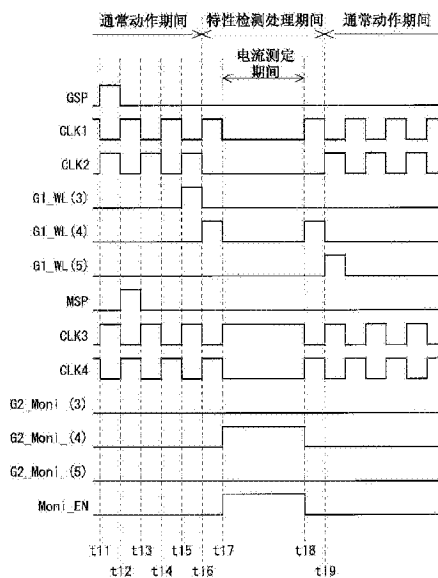 通常动作期间 特性检测处理期间 通常动作期间
电流测定
期间
GSP
CLK1
CLK2
G1_WL(3)
G1_WL(4)
G1_WL(5)
MSP
CLK3
CLK4
G2_Moni_(3)
G2_Moni_(4)
G2_Moni_(5)
Moni_EN
t11 t13 t15 t17 t18
t12 t14 t16 t19